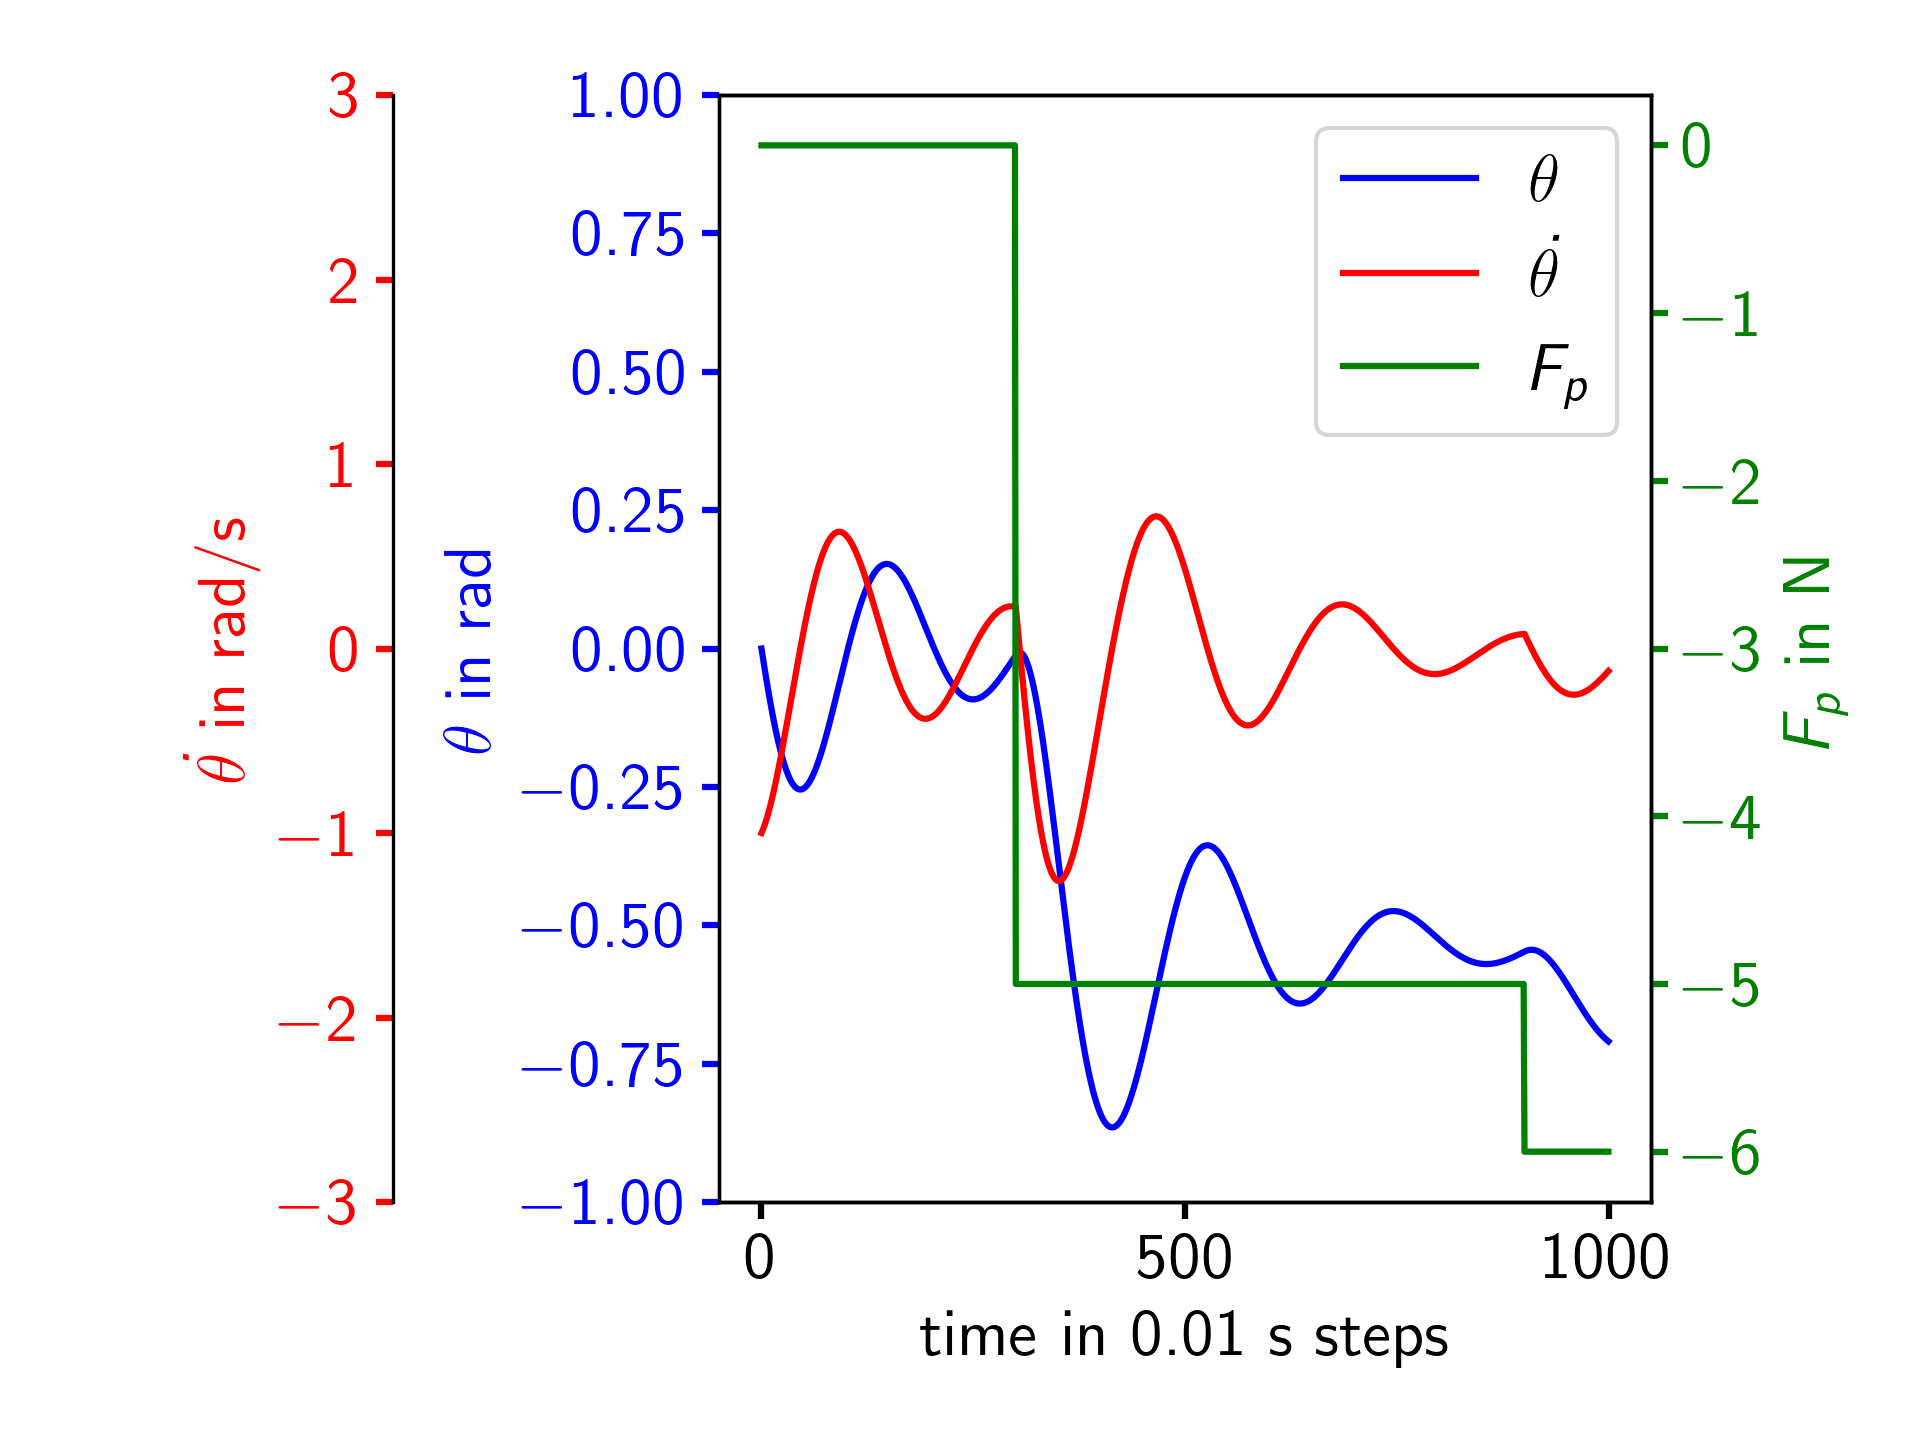 3
2
1
0
−1
−2
−3
θ̇ in rad/s
1.00
0.75
0.50
0.25
0.00
−0.25
−0.50
−0.75
−1.00
θ in rad
θ
θ̇
Fₚ
0
−1
−2
−3
−4
−5
−6
Fₚ in N
0 500 1000
time in 0.01 s steps